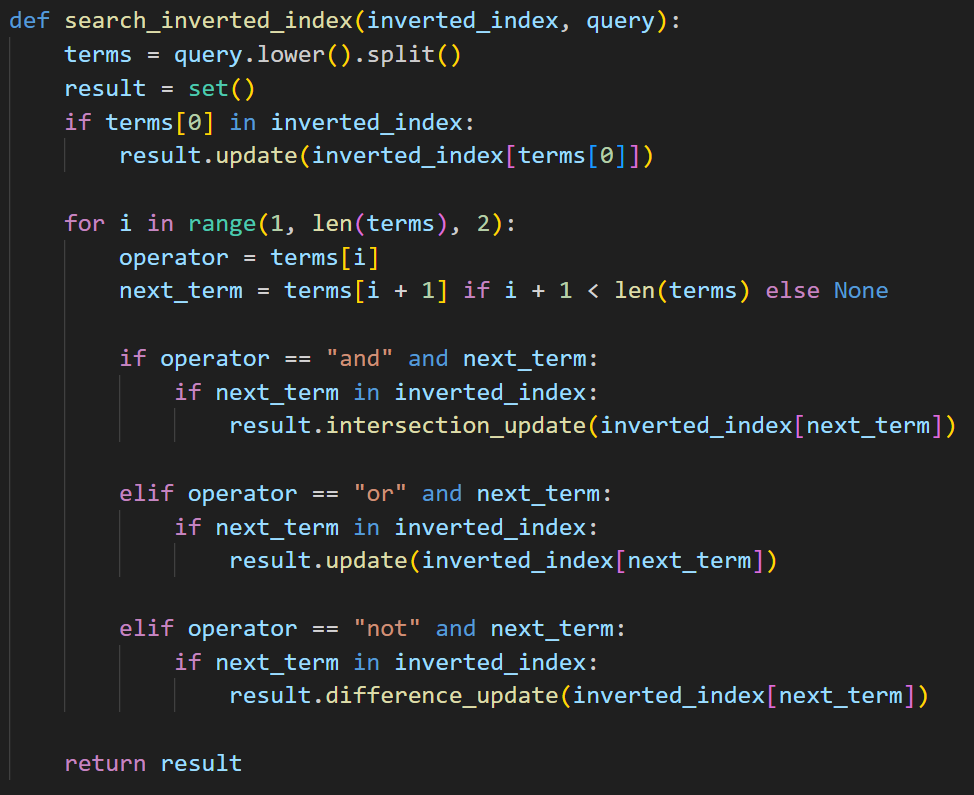 def search_inverted_index(inverted_index, query):
    terms = query.lower().split()
    result = set()
    if terms[0] in inverted_index:
        result.update(inverted_index[terms[0]])

    for i in range(1, len(terms), 2):
        operator = terms[i]
        next_term = terms[i + 1] if i + 1 < len(terms) else None

        if operator == "and" and next_term:
            if next_term in inverted_index:
                result.intersection_update(inverted_index[next_term])

        elif operator == "or" and next_term:
            if next_term in inverted_index:
                result.update(inverted_index[next_term])

        elif operator == "not" and next_term:
            if next_term in inverted_index:
                result.difference_update(inverted_index[next_term])

    return result